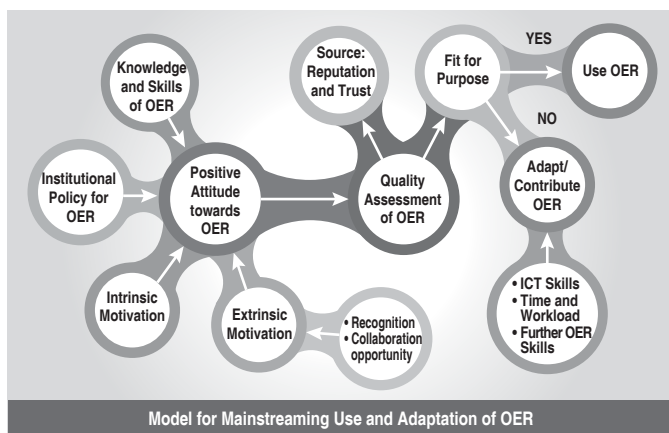 Knowledge
and Skills
of OER
Institutional
Policy for
OER
Intrinsic
Motivation
Extrinsic
Motivation
• Recognition
• Collaboration
opportunity
Positive
Attitude
towards
OER
Source:
Reputation
and Trust
Quality
Assessment
of OER
Fit for
Purpose
YES
Use OER
NO
Adapt/
Contribute
OER
• ICT Skills
• Time and
Workload
• Further OER
Skills
Model for Mainstreaming Use and Adaptation of OER